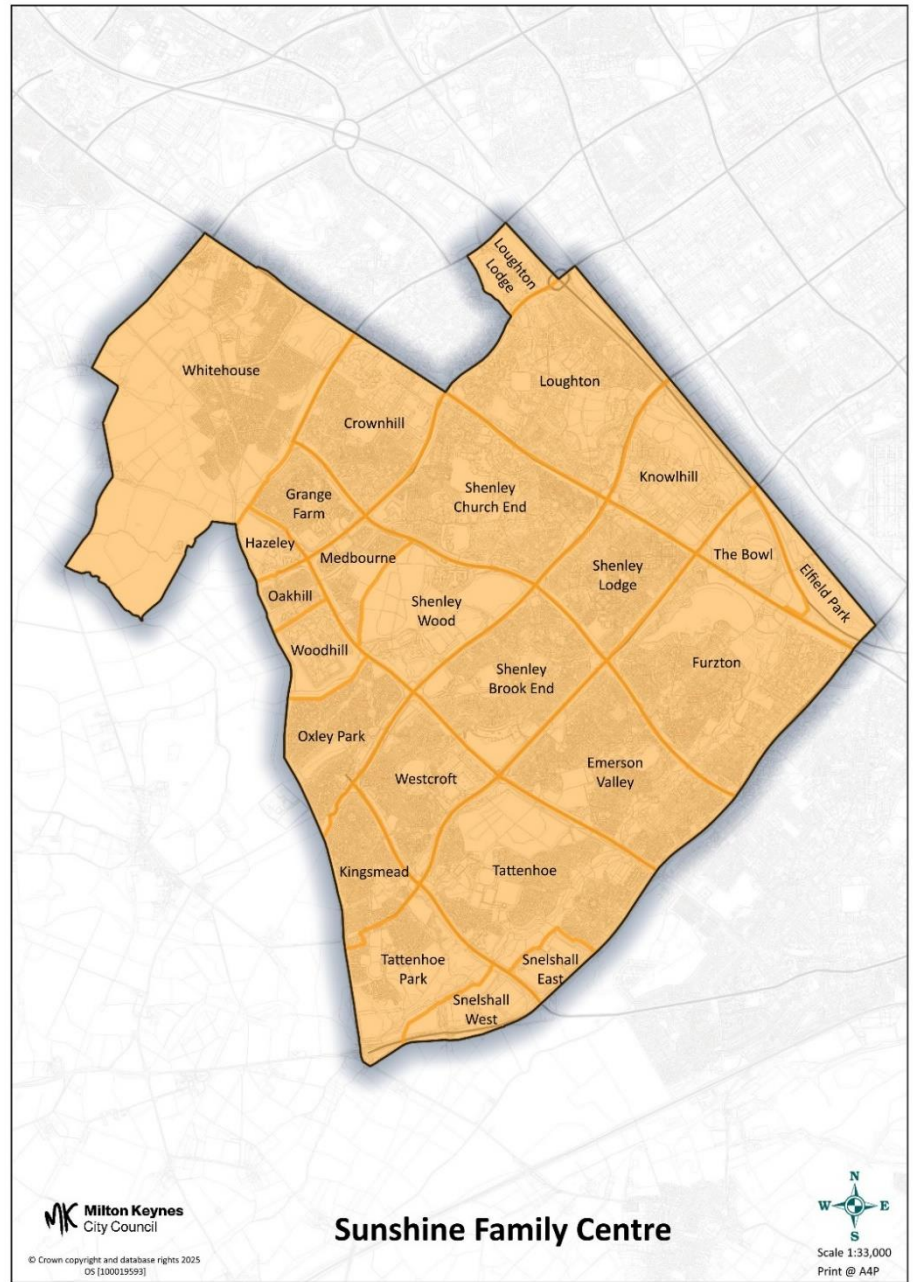 Loughton
Lodge
Whitehouse
Loughton
Crownhill
Knowlhill
Shenley
Church End
Grange
Farm
Hazeley
Medbourne
The Bowl
Shenley
Lodge
Elfield Park
Oakhill
Shenley
Wood
Woodhill
Furzton
Shenley
Brook End
Oxley Park
Westcroft
Emerson
Valley
Kingsmead
Tattenhoe
Tattenhoe
Park
Snelshall
East
Snelshall
West
MK Milton Keynes
City Council
© Crown copyright and database rights 2025
OS [100019593]
Sunshine Family Centre
N
W E
S
Scale 1:33,000
Print @ A4P